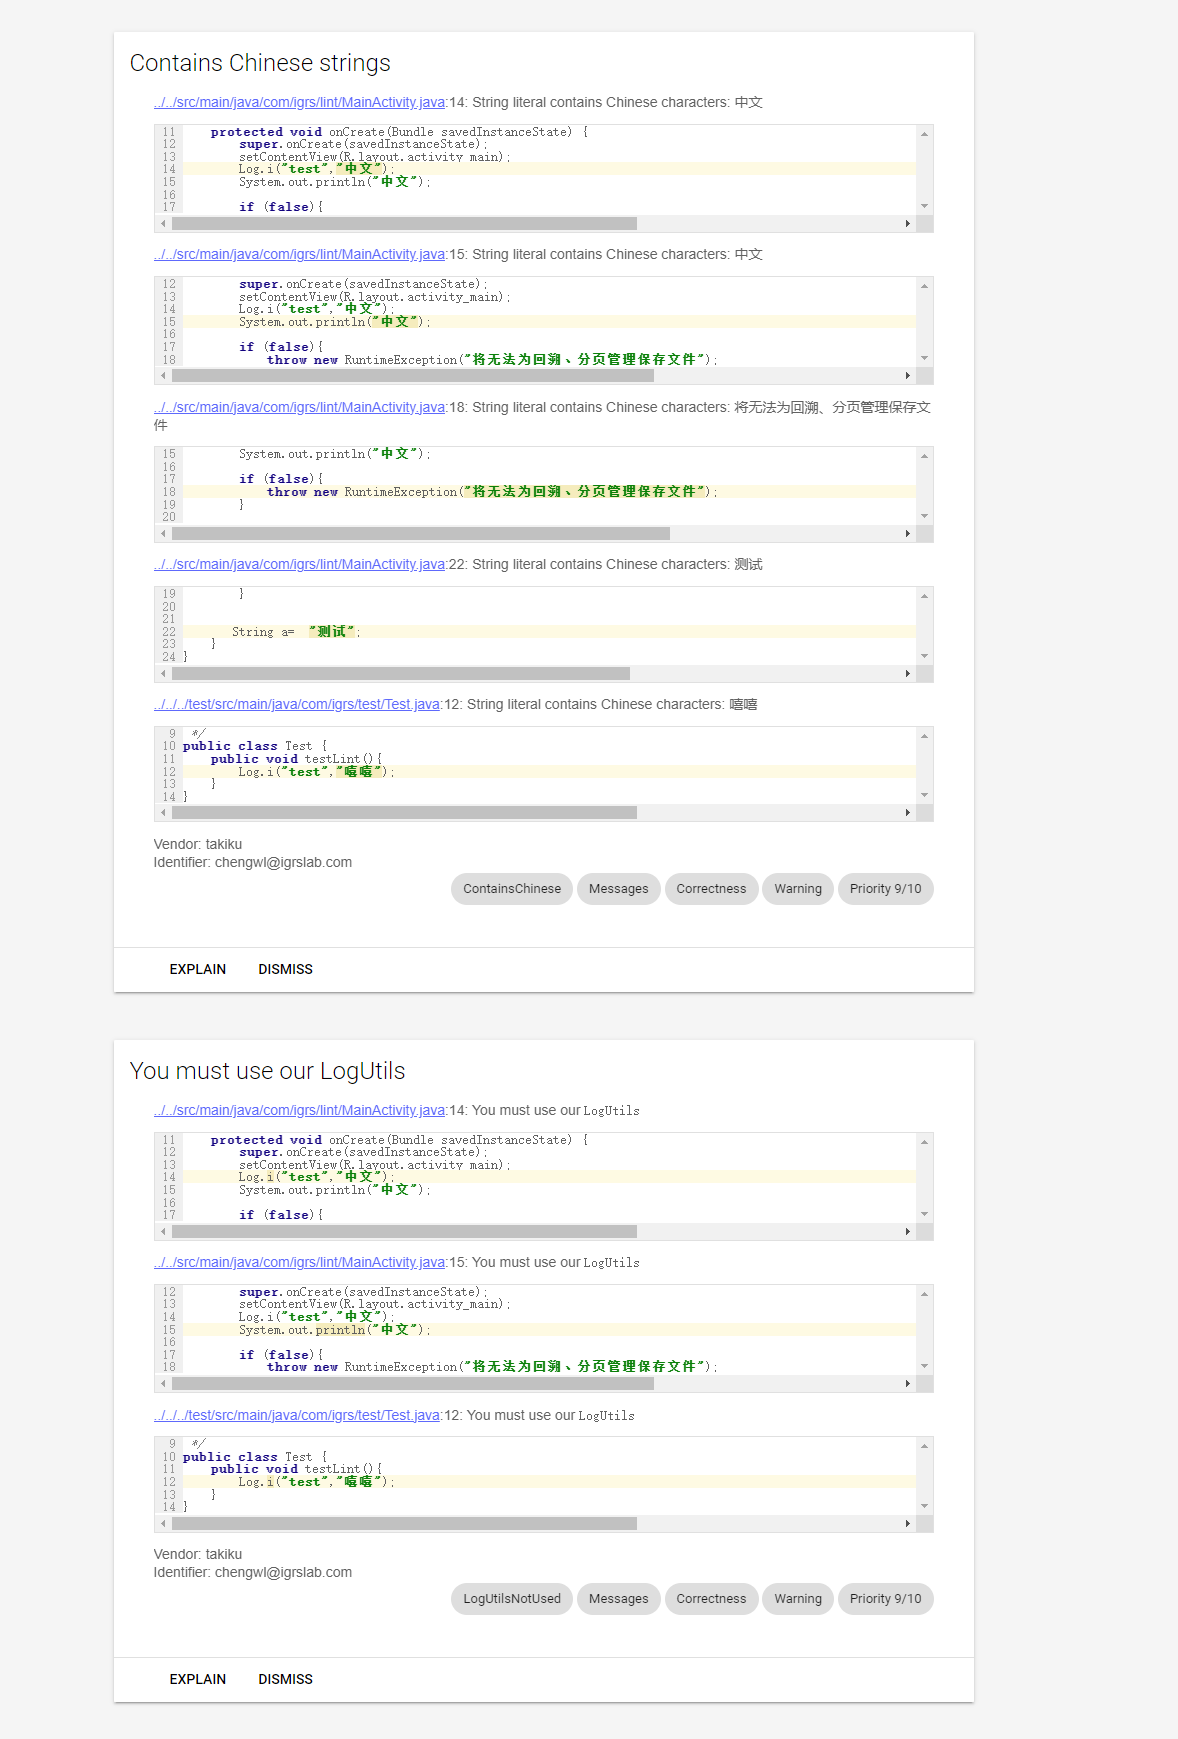 Contains Chinese strings
../../src/main/java/com/igrs/lint/MainActivity.java:14: String literal contains Chinese characters: 中文
11 protected void onCreate(Bundle savedInstanceState) {
12 super.onCreate(savedInstanceState);
13 setContentView(R.layout.activity_main);
14 Log.i("test","中文");
15 System.out.println("中文");
16
17 if (false){
../../src/main/java/com/igrs/lint/MainActivity.java:15: String literal contains Chinese characters: 中文
12 super.onCreate(savedInstanceState);
13 setContentView(R.layout.activity_main);
14 Log.i("test","中文");
15 System.out.println("中文");
16
17 if (false){
18 throw new RuntimeException("将无法为回溯、分页管理保存文件");
../../src/main/java/com/igrs/lint/MainActivity.java:18: String literal contains Chinese characters: 将无法为回溯、分页管理保存文
件
15 System.out.println("中文");
16
17 if (false){
18 throw new RuntimeException("将无法为回溯、分页管理保存文件");
19 }
20
../../src/main/java/com/igrs/lint/MainActivity.java:22: String literal contains Chinese characters: 测试
19 }
20
21
22 String a= "测试";
23 }
24 }
../../../test/src/main/java/com/igrs/test/Test.java:12: String literal contains Chinese characters: 嘻嘻
9 */
10 public class Test {
11 public void testLint(){
12 Log.i("test","嘻嘻");
13 }
14 }
Vendor: takiku
Identifier: chengwl@igrslab.com
ContainsChinese Messages Correctness Warning Priority 9/10
EXPLAIN DISMISS
You must use our LogUtils
../../src/main/java/com/igrs/lint/MainActivity.java:14: You must use our LogUtils
11 protected void onCreate(Bundle savedInstanceState) {
12 super.onCreate(savedInstanceState);
13 setContentView(R.layout.activity_main);
14 Log.i("test","中文");
15 System.out.println("中文");
16
17 if (false){
../../src/main/java/com/igrs/lint/MainActivity.java:15: You must use our LogUtils
12 super.onCreate(savedInstanceState);
13 setContentView(R.layout.activity_main);
14 Log.i("test","中文");
15 System.out.println("中文");
16
17 if (false){
18 throw new RuntimeException("将无法为回溯、分页管理保存文件");
../../../test/src/main/java/com/igrs/test/Test.java:12: You must use our LogUtils
9 */
10 public class Test {
11 public void testLint(){
12 Log.i("test","嘻嘻");
13 }
14 }
Vendor: takiku
Identifier: chengwl@igrslab.com
LogUtilsNotUsed Messages Correctness Warning Priority 9/10
EXPLAIN DISMISS